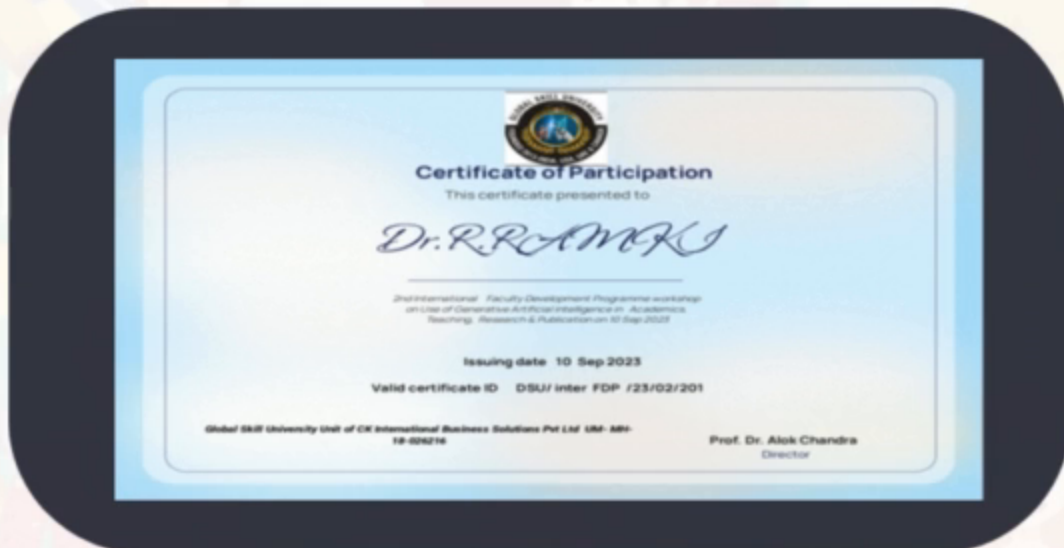 GLOBAL SKILL UNIVERSITY
Certificate of Participation
This certificate presented to
Dr.R.RAMKI
2nd International Faculty Development Programme workshop
on Use of Generative Artificial intelligence in Academics,
Teaching, Research & Publication on 10 Sep 2023
Issuing date 10 Sep 2023
Valid certificate ID DSU/ inter FDP /23/02/201
Global Skill University Unit of CK International Business Solutions Pvt Ltd UM- MH-
18-026216
Prof. Dr. Alok Chandra
Director